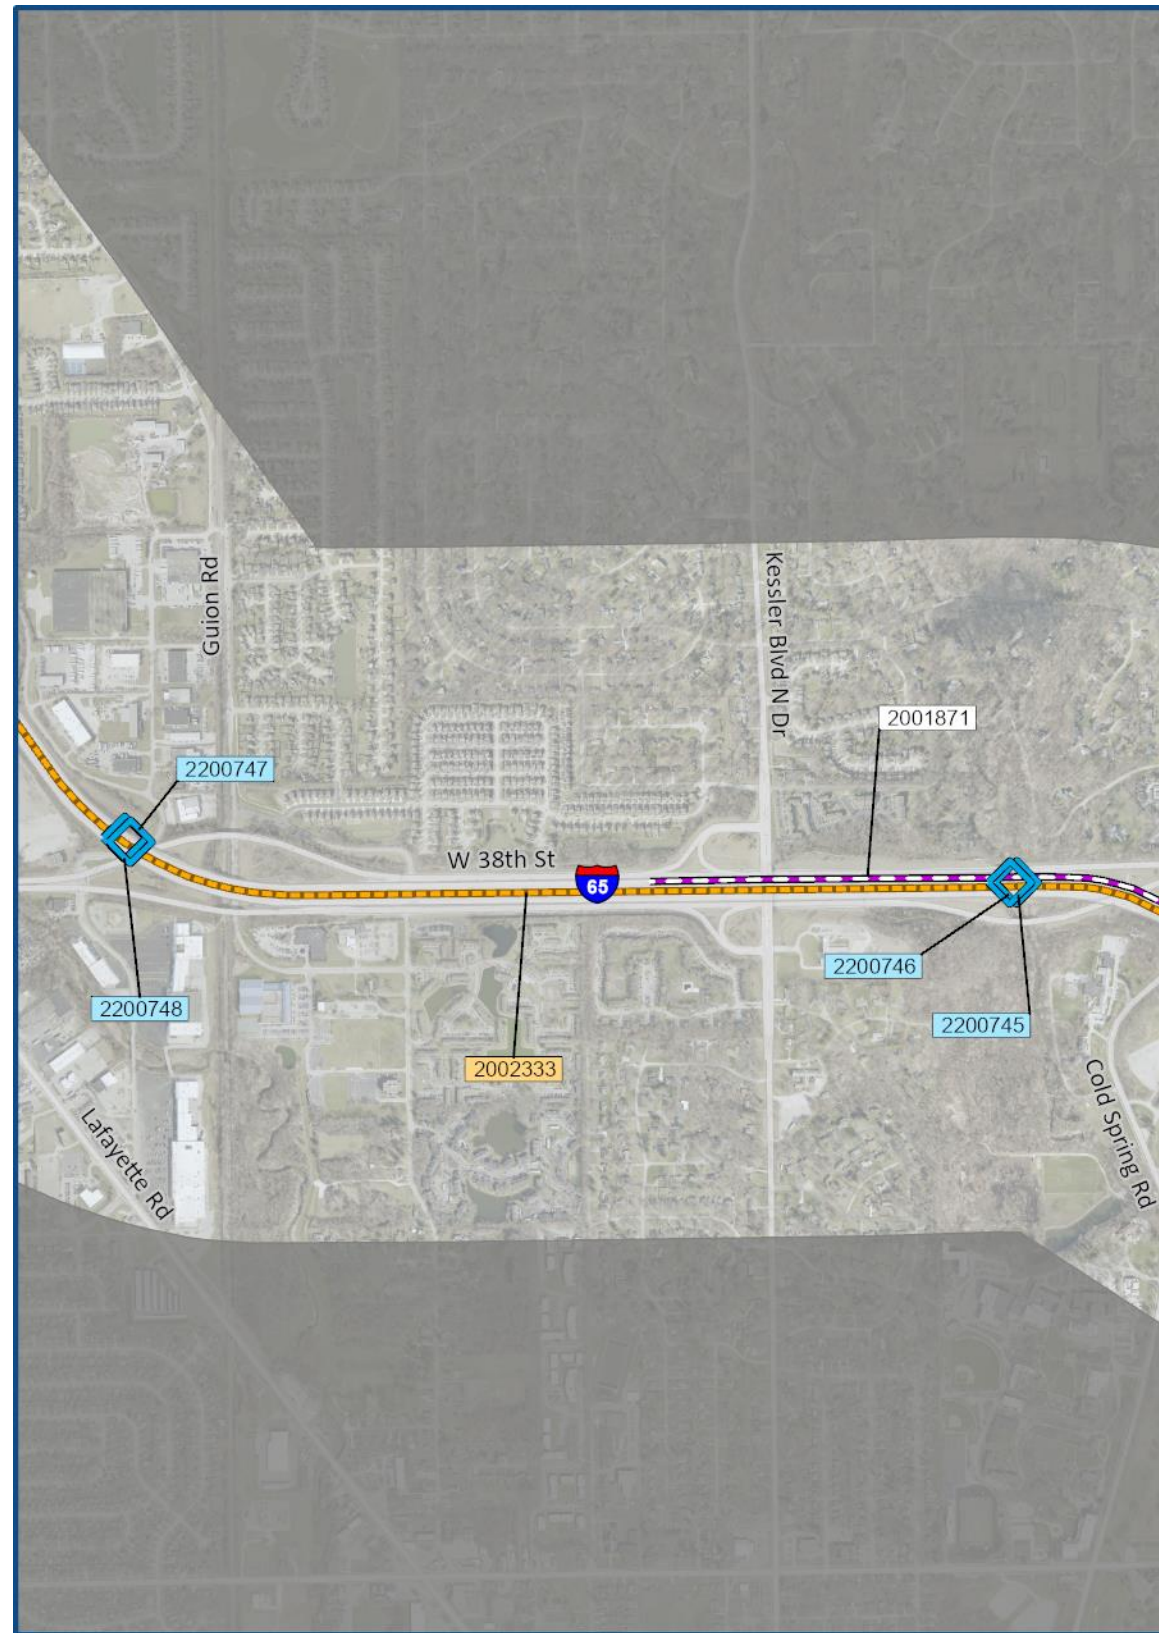 Guion Rd
Kessler Blvd N Dr
2001871
2200747
W 38th St
65
2200746
2200748
2200745
2002333
Cold Spring Rd
Lafayette Rd